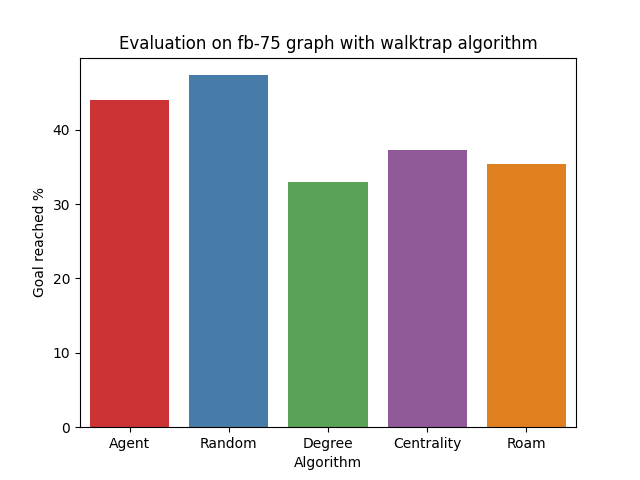 Evaluation on fb-75 graph with walktrap algorithm
Goal reached %
40
30
20
10
0
Agent Random Degree Centrality Roam
Algorithm